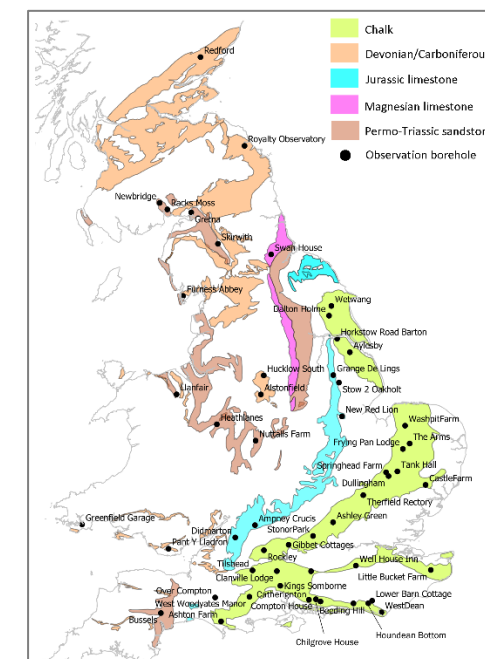 Chalk
Devonian/Carboniferou
Jurassic limestone
Magnesian limestone
Permo-Triassic sandston
Observation borehole
Redford
Royalty Observatory
Newbridge
Racks Moss
Gretna
Skirwith
Swan House
Furness Abbey
Wetwang
Dalton Holme
Horkstow Road Barton
Aylesby
Hucklow South
Grange De Lings
Llanfair
Alstonfield
Stow 2 Oakholt
New Red Lion
Heathlanes
WashpitFarm
Nuttalls Farm
Frying Pan Lodge
The Arms
Springhead Farm
Tank Hall
Dullingham
CastleFarm
Therfield Rectory
Greenfield Garage
Ampney Crucis
Ashley Green
Didmarton
StonorPark
Pant Y Lladron
Gibbet Cottages
Rockley
Tilshead
Well House Inn
Clanville Lodge
Little Bucket Farm
Kings Somborne
Over Compton
Catherington
Lower Barn Cottage
West Woodyates Manor
Compton House
WestDean
Ashton Farm
Beeding Hill
Bussels
Houndean Bottom
Chilgrove House